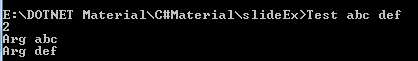 E:\DOTNET Material\C#Material\slideEx>Test abc def
2
Arg abc
Arg def